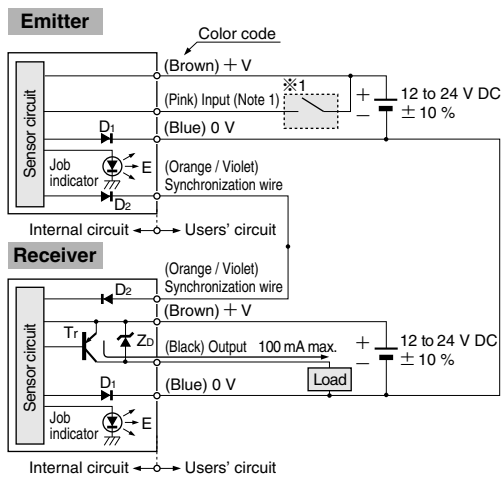 Emitter
Color code
(Brown) + V
※1
(Pink) Input (Note 1)
+
−
12 to 24 V DC
± 10 %
Sensor circuit
D1
(Blue) 0 V
Job
indicator
E
(Orange / Violet)
Synchronization wire
D2
Internal circuit
Users' circuit
Receiver
(Orange / Violet)
Synchronization wire
D2
(Brown) + V
Sensor circuit
Tr
ZD
(Black) Output 100 mA max.
+
−
12 to 24 V DC
± 10 %
Load
D1
(Blue) 0 V
Job
indicator
E
Internal circuit
Users' circuit